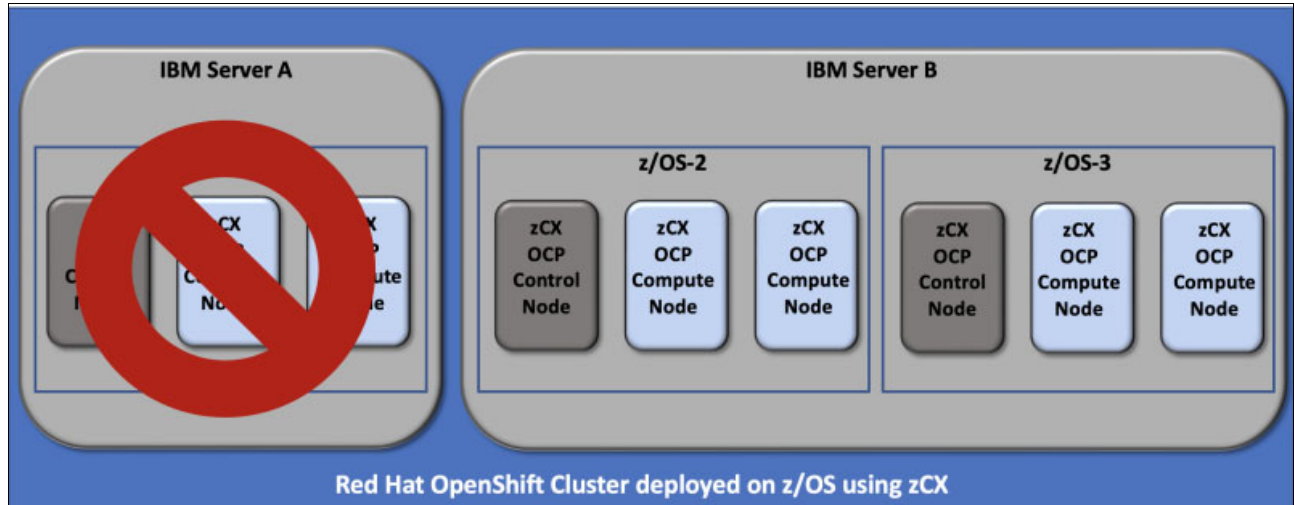 IBM Server A
CX
X
P
ute
IBM Server B
z/OS-2
zCX
OCP
Control
Node
zCX
OCP
Compute
Node
zCX
OCP
Compute
Node
z/OS-3
zCX
OCP
Control
Node
zCX
OCP
Compute
Node
zCX
OCP
Compute
Node
Red Hat OpenShift Cluster deployed on z/OS using zCX